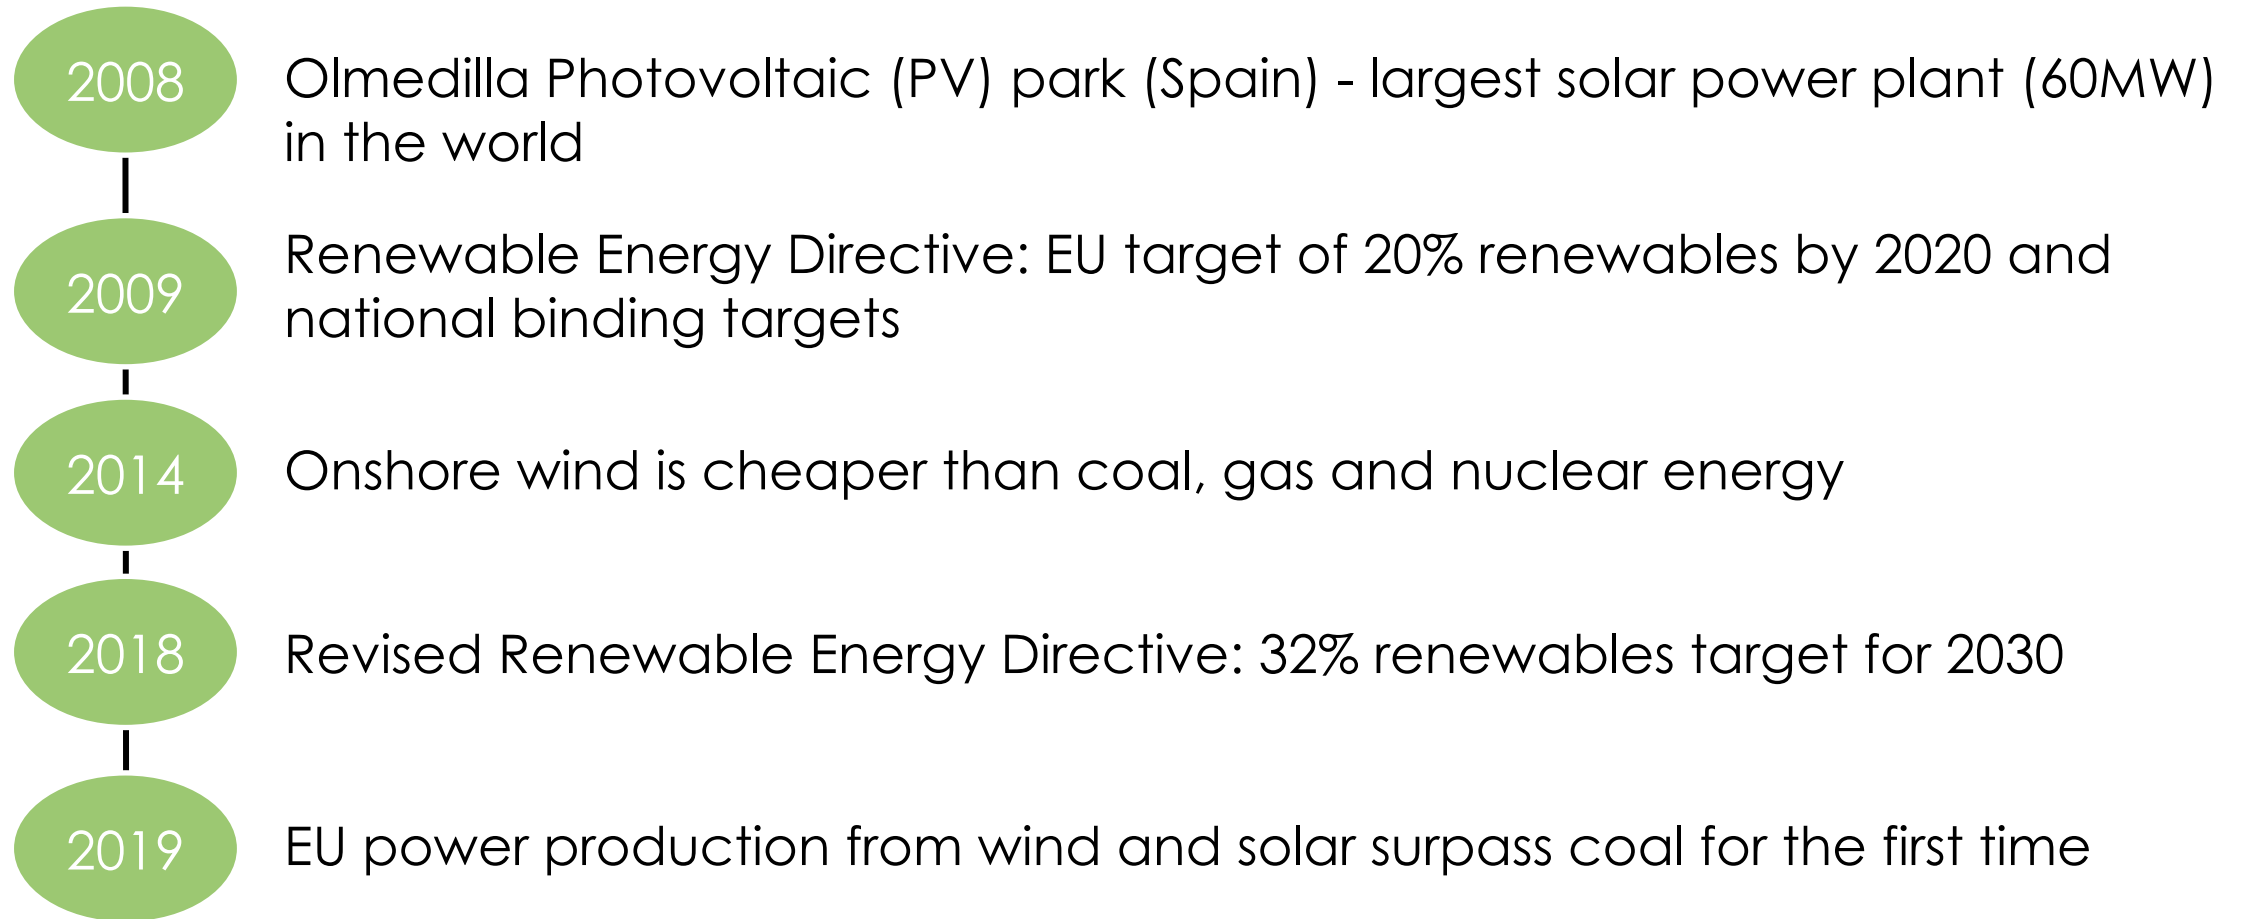 2008
Olmedilla Photovoltaic (PV) park (Spain) - largest solar power plant (60MW)
in the world
2009
Renewable Energy Directive: EU target of 20% renewables by 2020 and
national binding targets
2014
Onshore wind is cheaper than coal, gas and nuclear energy
2018
Revised Renewable Energy Directive: 32% renewables target for 2030
2019
EU power production from wind and solar surpass coal for the first time